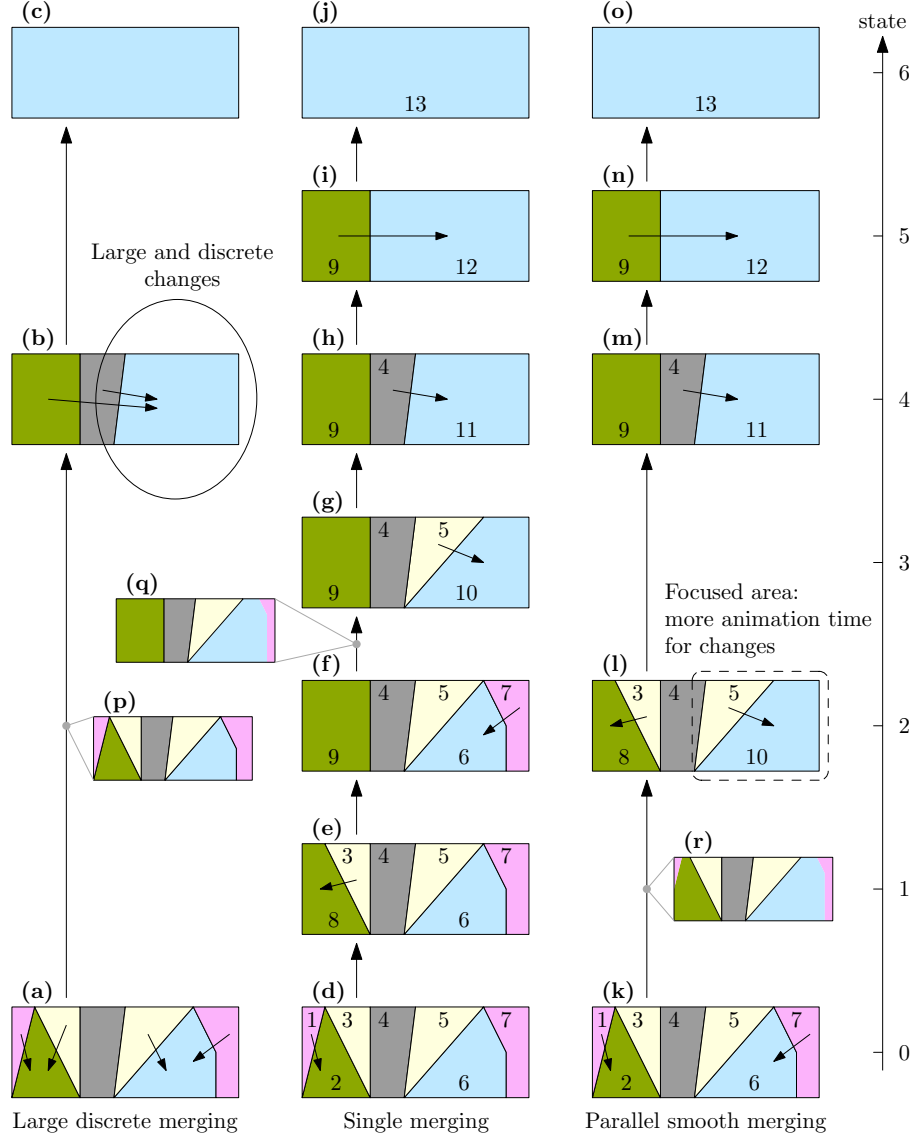 (c)
(j)
(o)
state
6
13
13
(i)
(n)
5
9
12
9
12
Large and discrete
changes
(b)
(h)
(m)
4
4
4
9
11
9
11
(g)
4
5
3
9
10
(q)
Focused area:
more animation time
for changes
(f)
(l)
(p)
4
5
7
3
4
5
2
9
6
8
10
(e)
(r)
3
4
5
7
1
8
6
(a)
(d)
(k)
1
3
4
5
7
1
3
4
5
7
0
2
6
2
6
Large discrete merging
Single merging
Parallel smooth merging